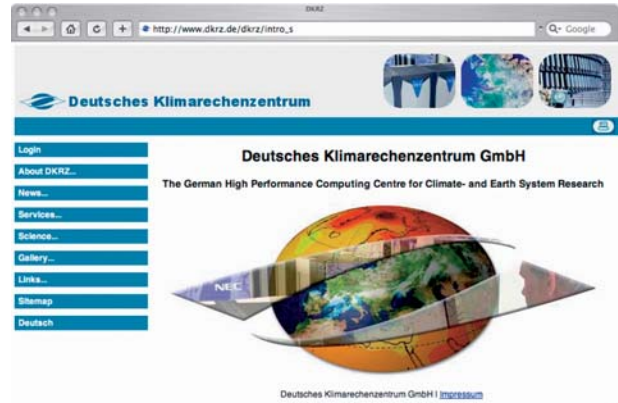 DKRZ
http://www.dkrz.de/dkrz/intro_s
Google
Deutsches Klimarechenzentrum
Login
About DKRZ...
News...
Services...
Science...
Gallery...
Links...
Sitemap
Deutsch
Deutsches Klimarechenzentrum GmbH
The German High Performance Computing Centre for Climate- and Earth System Research
NEC
Deutsches Klimarechenzentrum GmbH | Impressum